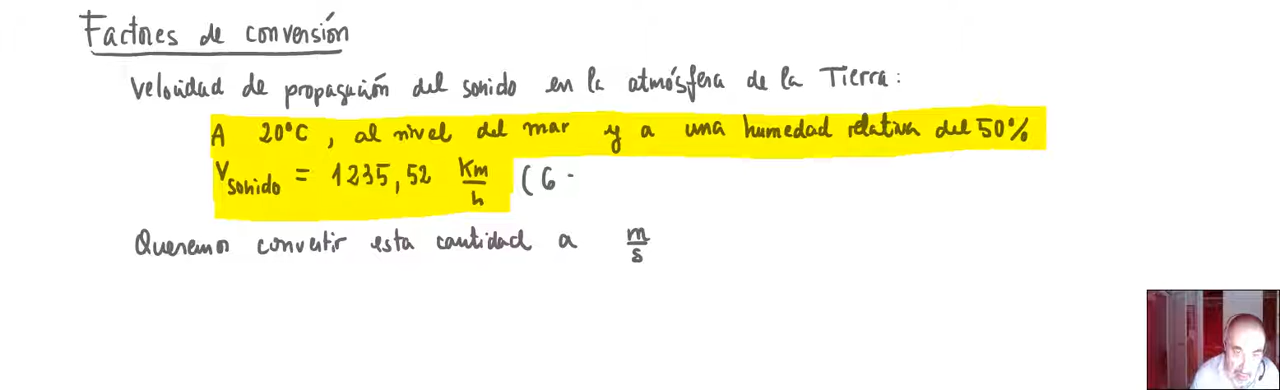 Factores de conversión
Velocidad de propagación del sonido en la atmósfera de la Tierra:
A 20°C, al nivel del mar y a una humedad relativa del 50%
V sonido = 1235,52 Km/h (6
Queremos convertir esta cantidad a m/s